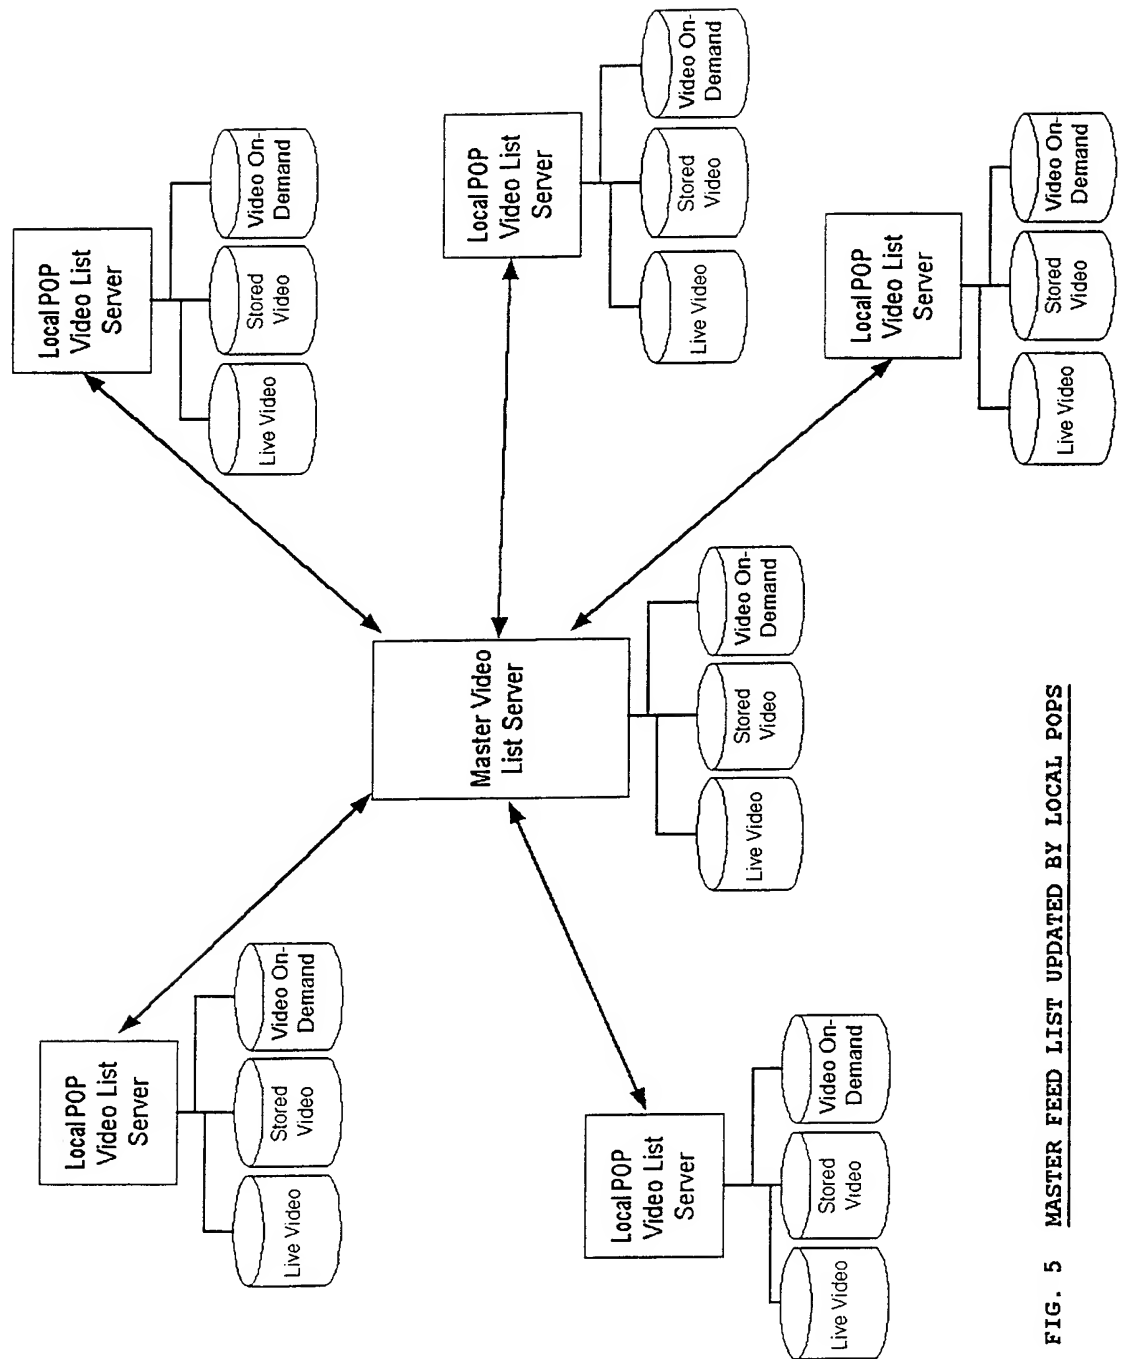 Local POP
Video List
Server
Live Video
Stored
Video
Video On-
Demand
Local POP
Video List
Server
Live Video
Stored
Video
Video On-
Demand
Master Video
List Server
Live Video
Stored
Video
Video On-
Demand
Local POP
Video List
Server
Live Video
Stored
Video
Video On-
Demand
Local POP
Video List
Server
Live Video
Stored
Video
Video On-
Demand
Local POP
Video List
Server
Live Video
Stored
Video
Video On-
Demand
FIG. 5 MASTER FEED LIST UPDATED BY LOCAL POPS